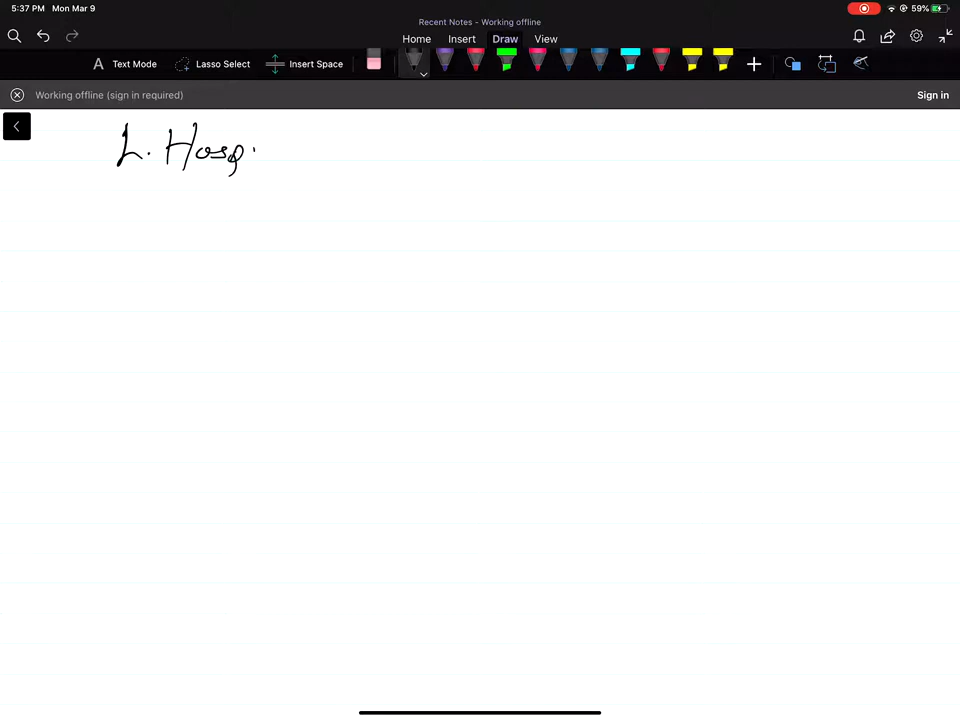 5:37 PM Mon Mar 9
59%
Recent Notes - Working offline
Home Insert Draw View
Text Mode Lasso Select Insert Space
Working offline (sign in required) Sign in
L. Hosp.